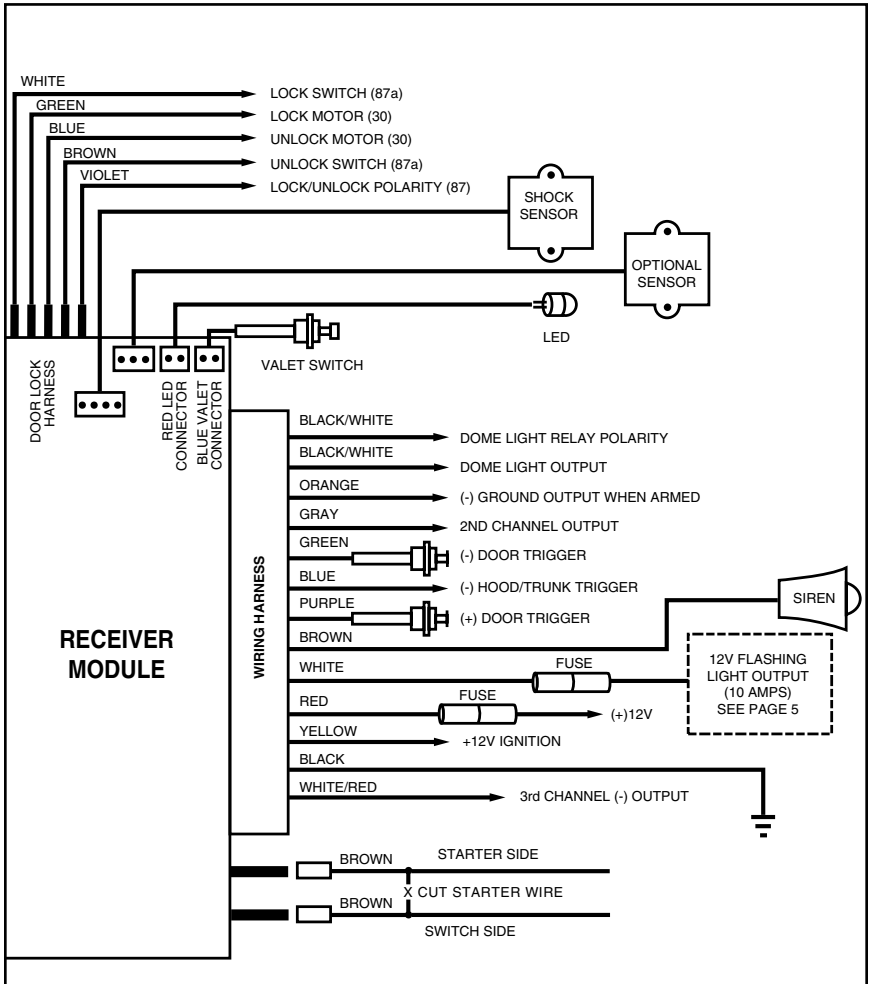 WHITE
LOCK SWITCH (87a)
GREEN
LOCK MOTOR (30)
BLUE
UNLOCK MOTOR (30)
BROWN
UNLOCK SWITCH (87a)
VIOLET
LOCK/UNLOCK POLARITY (87)
SHOCK
SENSOR
OPTIONAL
SENSOR
LED
VALET SWITCH
DOOR LOCK
HARNESS
RED LED
CONNECTOR
BLUE VALET
CONNECTOR
RECEIVER
MODULE
WIRING HARNESS
BLACK/WHITE
DOME LIGHT RELAY POLARITY
BLACK/WHITE
DOME LIGHT OUTPUT
ORANGE
(-) GROUND OUTPUT WHEN ARMED
GRAY
2ND CHANNEL OUTPUT
GREEN
(-) DOOR TRIGGER
BLUE
(-) HOOD/TRUNK TRIGGER
PURPLE
(+) DOOR TRIGGER
BROWN
SIREN
WHITE
FUSE
12V FLASHING
LIGHT OUTPUT
(10 AMPS)
SEE PAGE 5
RED
FUSE
(+)12V
YELLOW
+12V IGNITION
BLACK
WHITE/RED
3rd CHANNEL (-) OUTPUT
BROWN
STARTER SIDE
X CUT STARTER WIRE
BROWN
SWITCH SIDE